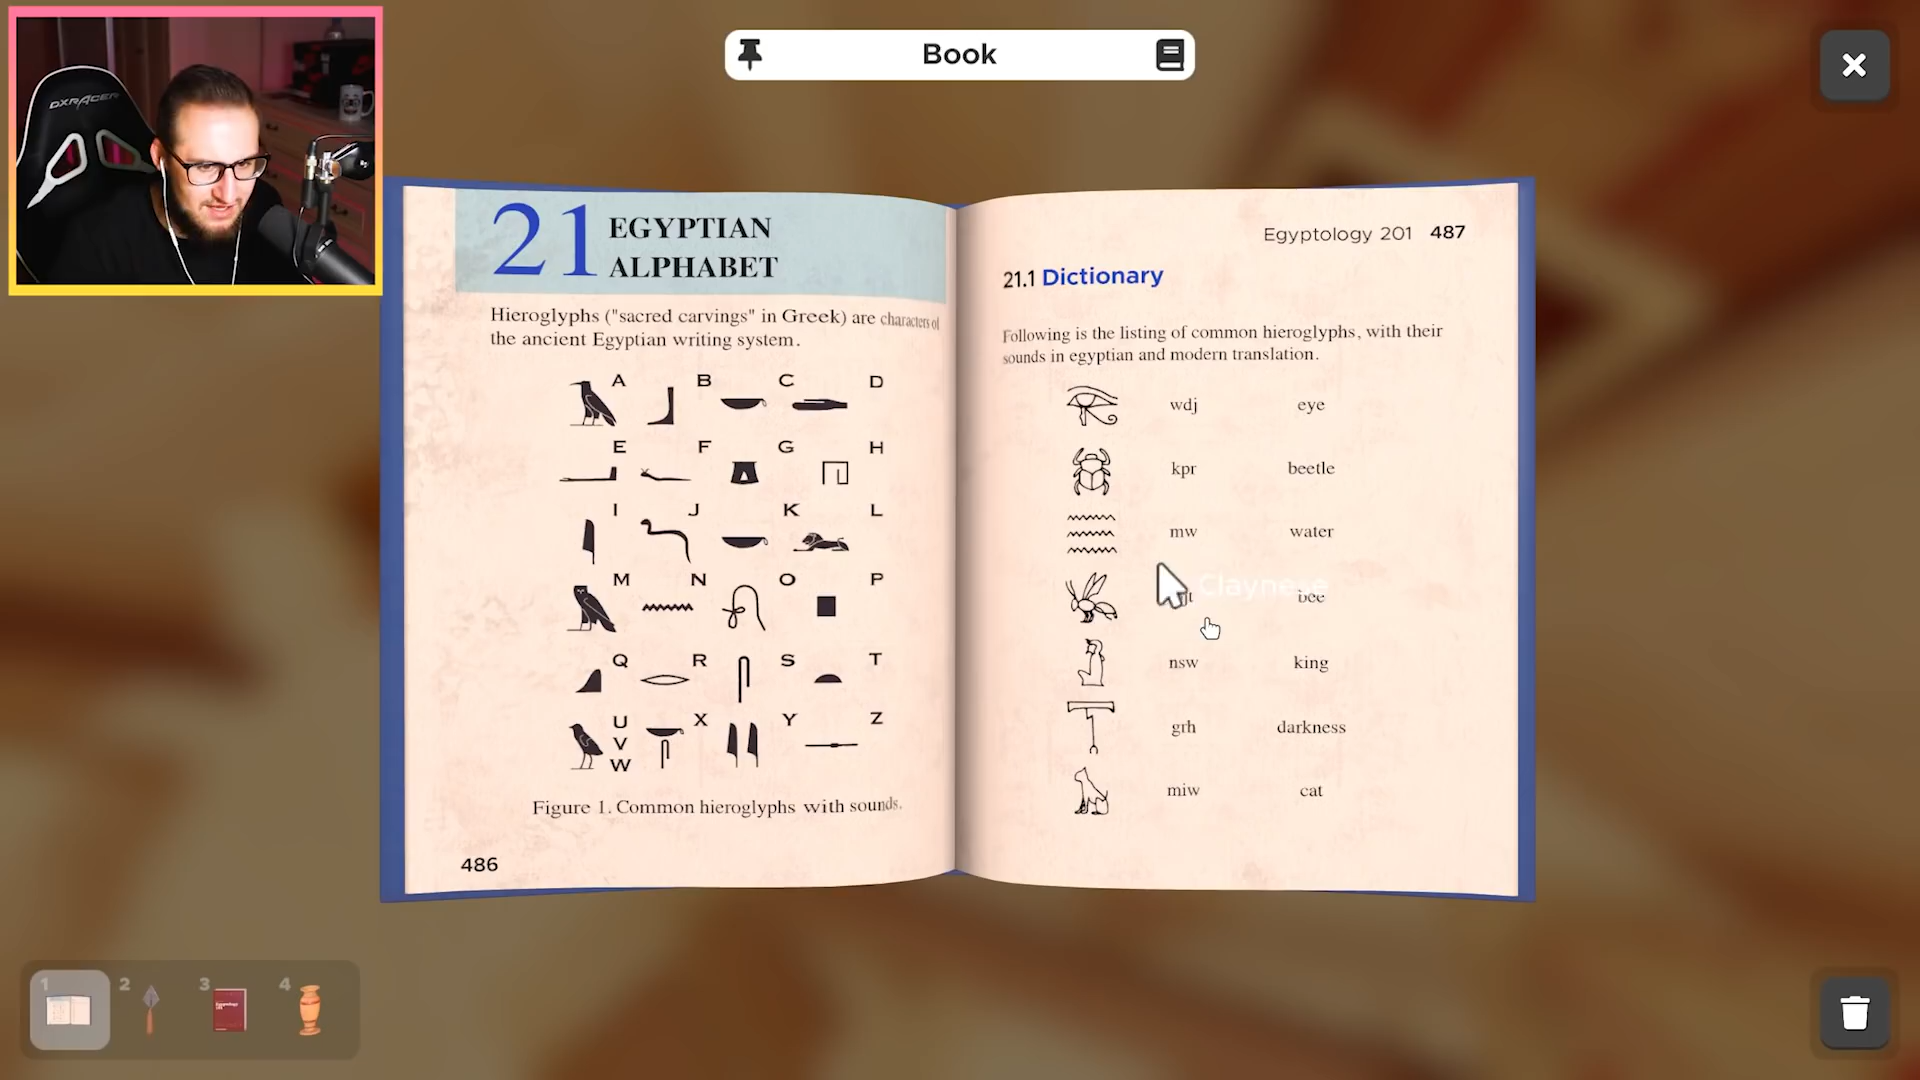 DXRACER
Book
21 EGYPTIAN
ALPHABET
Hieroglyphs ("sacred carvings" in Greek) are characters of
the ancient Egyptian writing system.
A B C D
E F G H
I J K L
M N O P
Q R S T
U X Y Z
V
W
Figure 1. Common hieroglyphs with sounds.
486
Egyptology 201 487
21.1 Dictionary
Following is the listing of common hieroglyphs, with their
sounds in egyptian and modern translation.
wdj eye
kpr beetle
mw water
bee
nsw king
grh darkness
miw cat
1 2 3 4